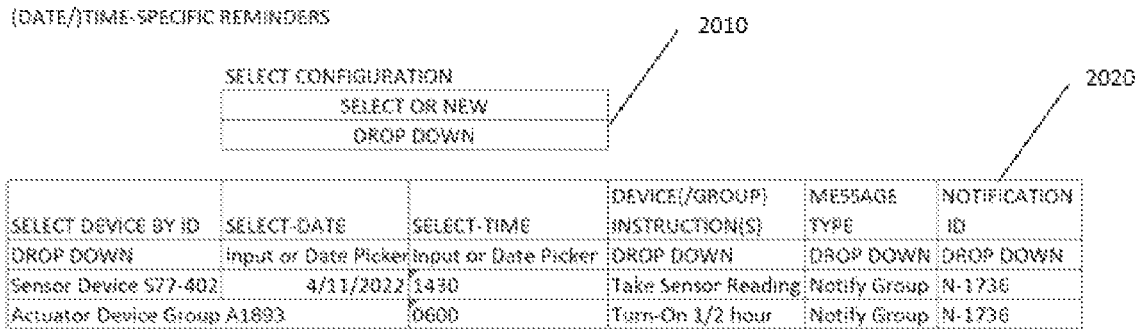 (DATE/)TIME-SPECIFIC REMINDERS
2010
SELECT CONFIGURATION
2020
SELECT OR NEW
DROP DOWN
DEVICE(/GROUP) MESSAGE NOTIFICATION
SELECT DEVICE BY ID SELECT-DATE SELECT-TIME INSTRUCTION(S) TYPE ID
DROP DOWN Input or Date Picker Input or Date Picker DROP DOWN DROP DOWN DROP DOWN
Sensor Device S77-402 4/11/2022 1430 Take Sensor Reading Notify Group N-1736
Actuator Device Group A1893 0600 Turn-On 1/2 hour Notify Group N-1736